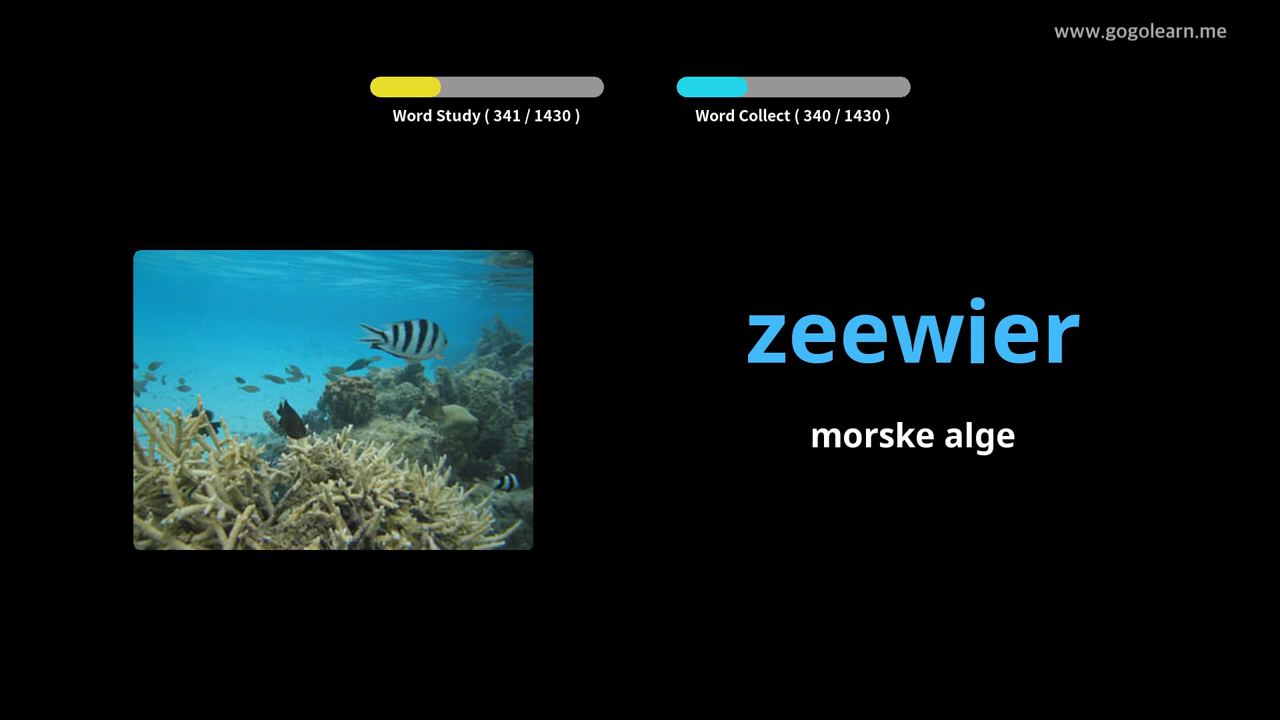 www.gogolearn.me
Word Study ( 341 / 1430 )
Word Collect ( 340 / 1430 )
zeewier
morske alge